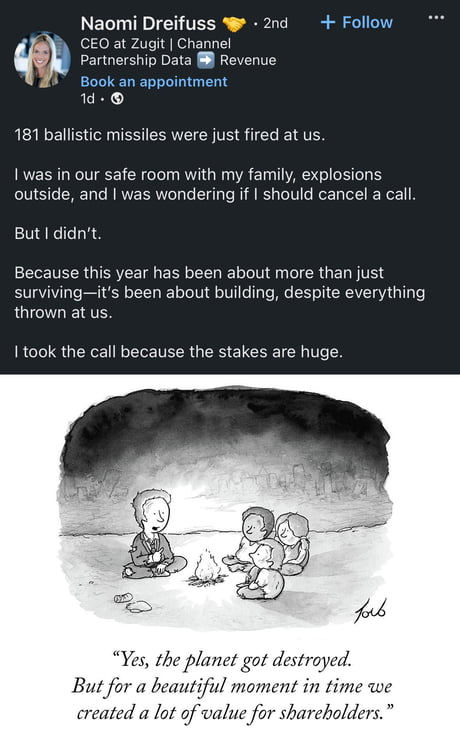 Naomi Dreifuss 🤝 · 2nd
+ Follow
...
CEO at Zugit | Channel
Partnership Data ➡️ Revenue
Book an appointment
1d ·
181 ballistic missiles were just fired at us.
I was in our safe room with my family, explosions
outside, and I was wondering if I should cancel a call.
But I didn’t.
Because this year has been about more than just
surviving—it’s been about building, despite everything
thrown at us.
I took the call because the stakes are huge.
“Yes, the planet got destroyed.
But for a beautiful moment in time we
created a lot of value for shareholders.”